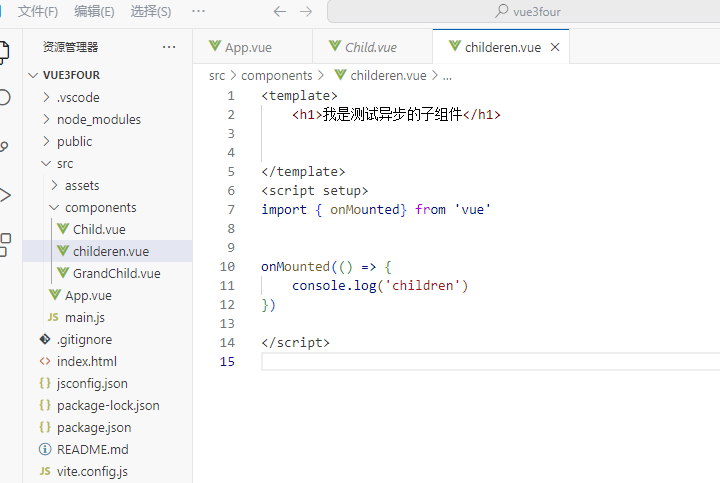 文件(F) 编辑(E) 选择(S) ··· ← → vue3four
资源管理器 ···
App.vue Child.vue childeren.vue ×
VUE3FOUR
src > components > childeren.vue > ...
.vscode
node_modules
public
src
assets
components
Child.vue
childeren.vue
GrandChild.vue
App.vue
JS main.js
.gitignore
<> index.html
{ } jsconfig.json
{ } package-lock.json
{ } package.json
README.md
JS vite.config.js
1 <template>
2 <h1>我是测试异步的子组件</h1>
3
4
5 </template>
6 <script setup>
7 import { onMounted} from 'vue'
8
9
10 onMounted(() => {
11 console.log('children')
12 })
13
14 </script>
15